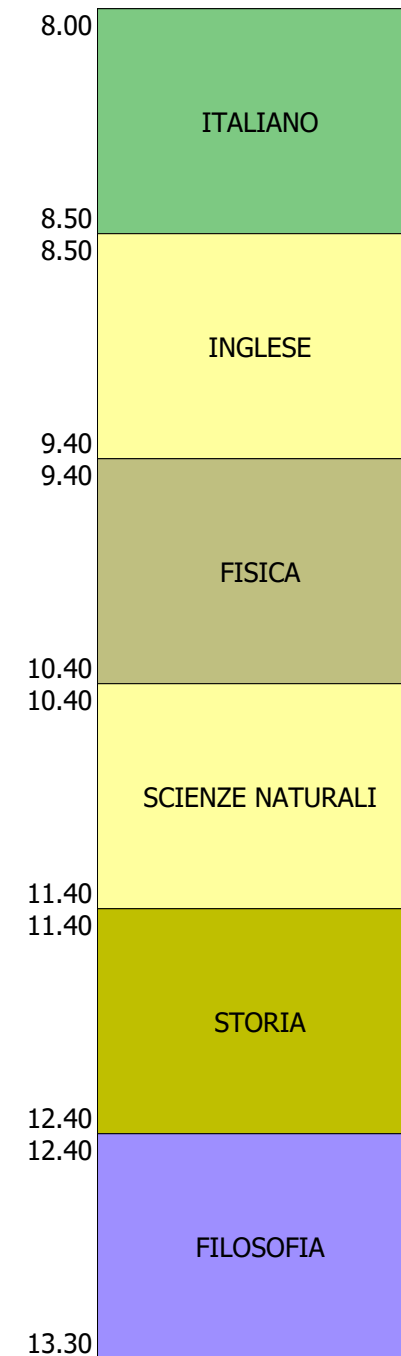 8.00
ITALIANO
8.50
8.50
INGLESE
9.40
9.40
FISICA
10.40
10.40
SCIENZE NATURALI
11.40
11.40
STORIA
12.40
12.40
FILOSOFIA
13.30